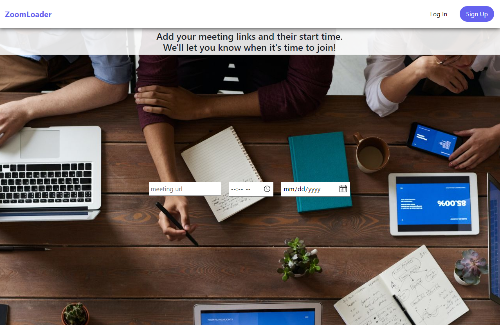 ZoomLoader
Log In
Sign Up
Add your meeting links and their start time.
We'll let you know when it's time to join!
meeting url
--:-- --
mm/dd/yyyy
85.00%